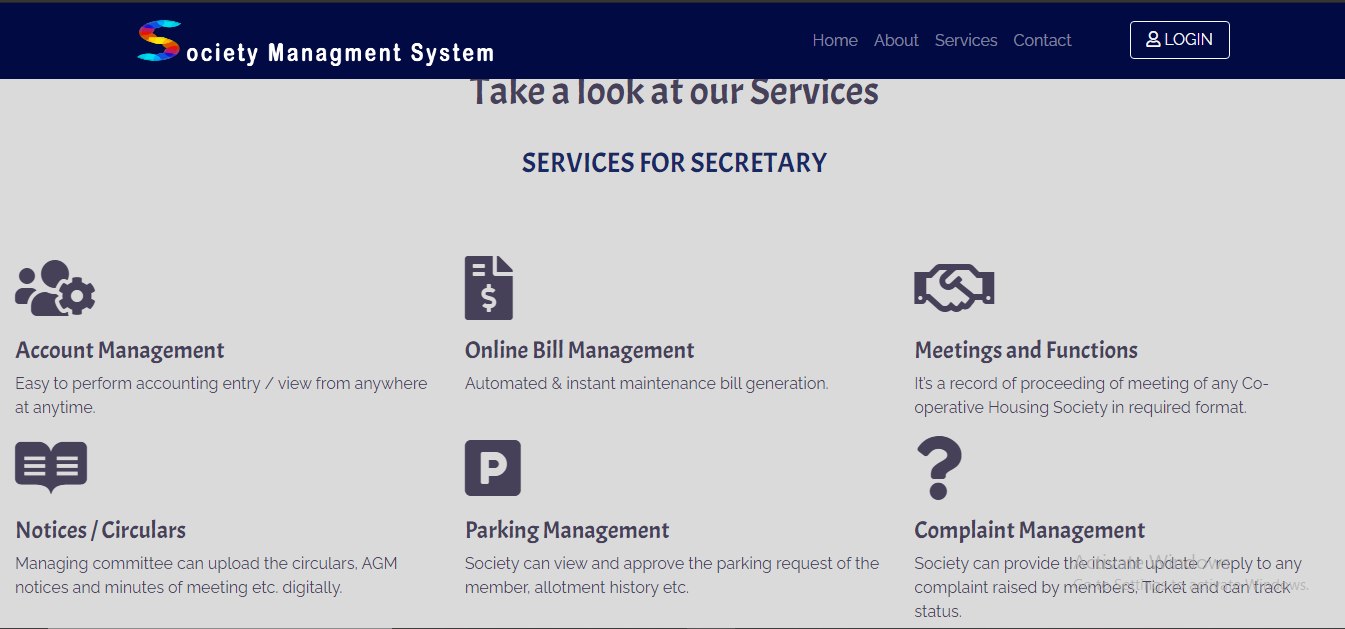 Society Managment System
Home About Services Contact LOGIN
Take a look at our Services
SERVICES FOR SECRETARY
Account Management
Easy to perform accounting entry / view from anywhere
at anytime.
Online Bill Management
Automated & instant maintenance bill generation.
Meetings and Functions
It's a record of proceeding of meeting of any Co-
operative Housing Society in required format.
Notices / Circulars
Managing committee can upload the circulars, AGM
notices and minutes of meeting etc. digitally.
Parking Management
Society can view and approve the parking request of the
member, allotment history etc.
Complaint Management
Society can provide the instant update / reply to any
complaint raised by members, Ticket and can track
status.
Activate Windows
Go to Settings to activate Windows.